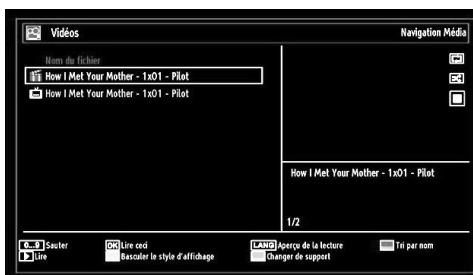 Vidéos
Navigation Média
Nom du fichier
How I Met Your Mother - 1x01 - Pilot
How I Met Your Mother - 1x01 - Pilot
How I Met Your Mother - 1x01 - Pilot
1/2
0...9 Sauter
OK Lire ceci
LANG Aperçu de la lecture
Tri par nom
Lire
Basculer le style d'affichage
Changer de support